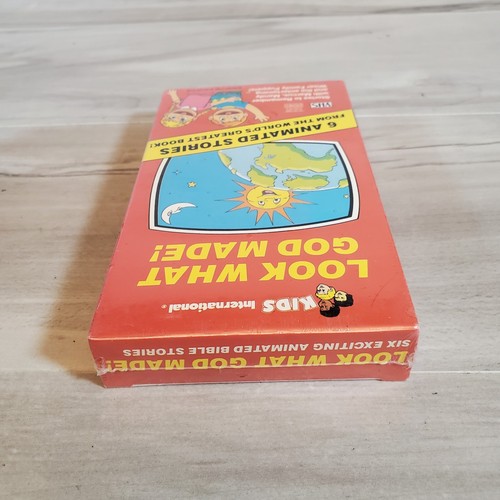 KIDS International®
LOOK WHAT
GOD MADE!
6 ANIMATED STORIES
FROM THE WORLD'S GREATEST BOOK!
VHS
LOOK WHAT GOD MADE!
SIX EXCITING ANIMATED BIBLE STORIES